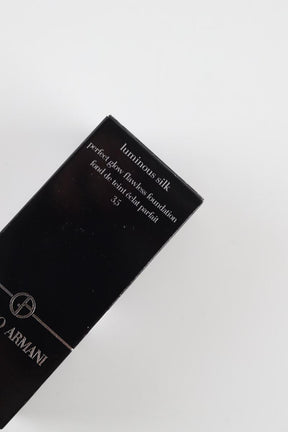 luminous silk
perfect glow flawless foundation
fond de teint éclat parfait
3,5
O ARMANI